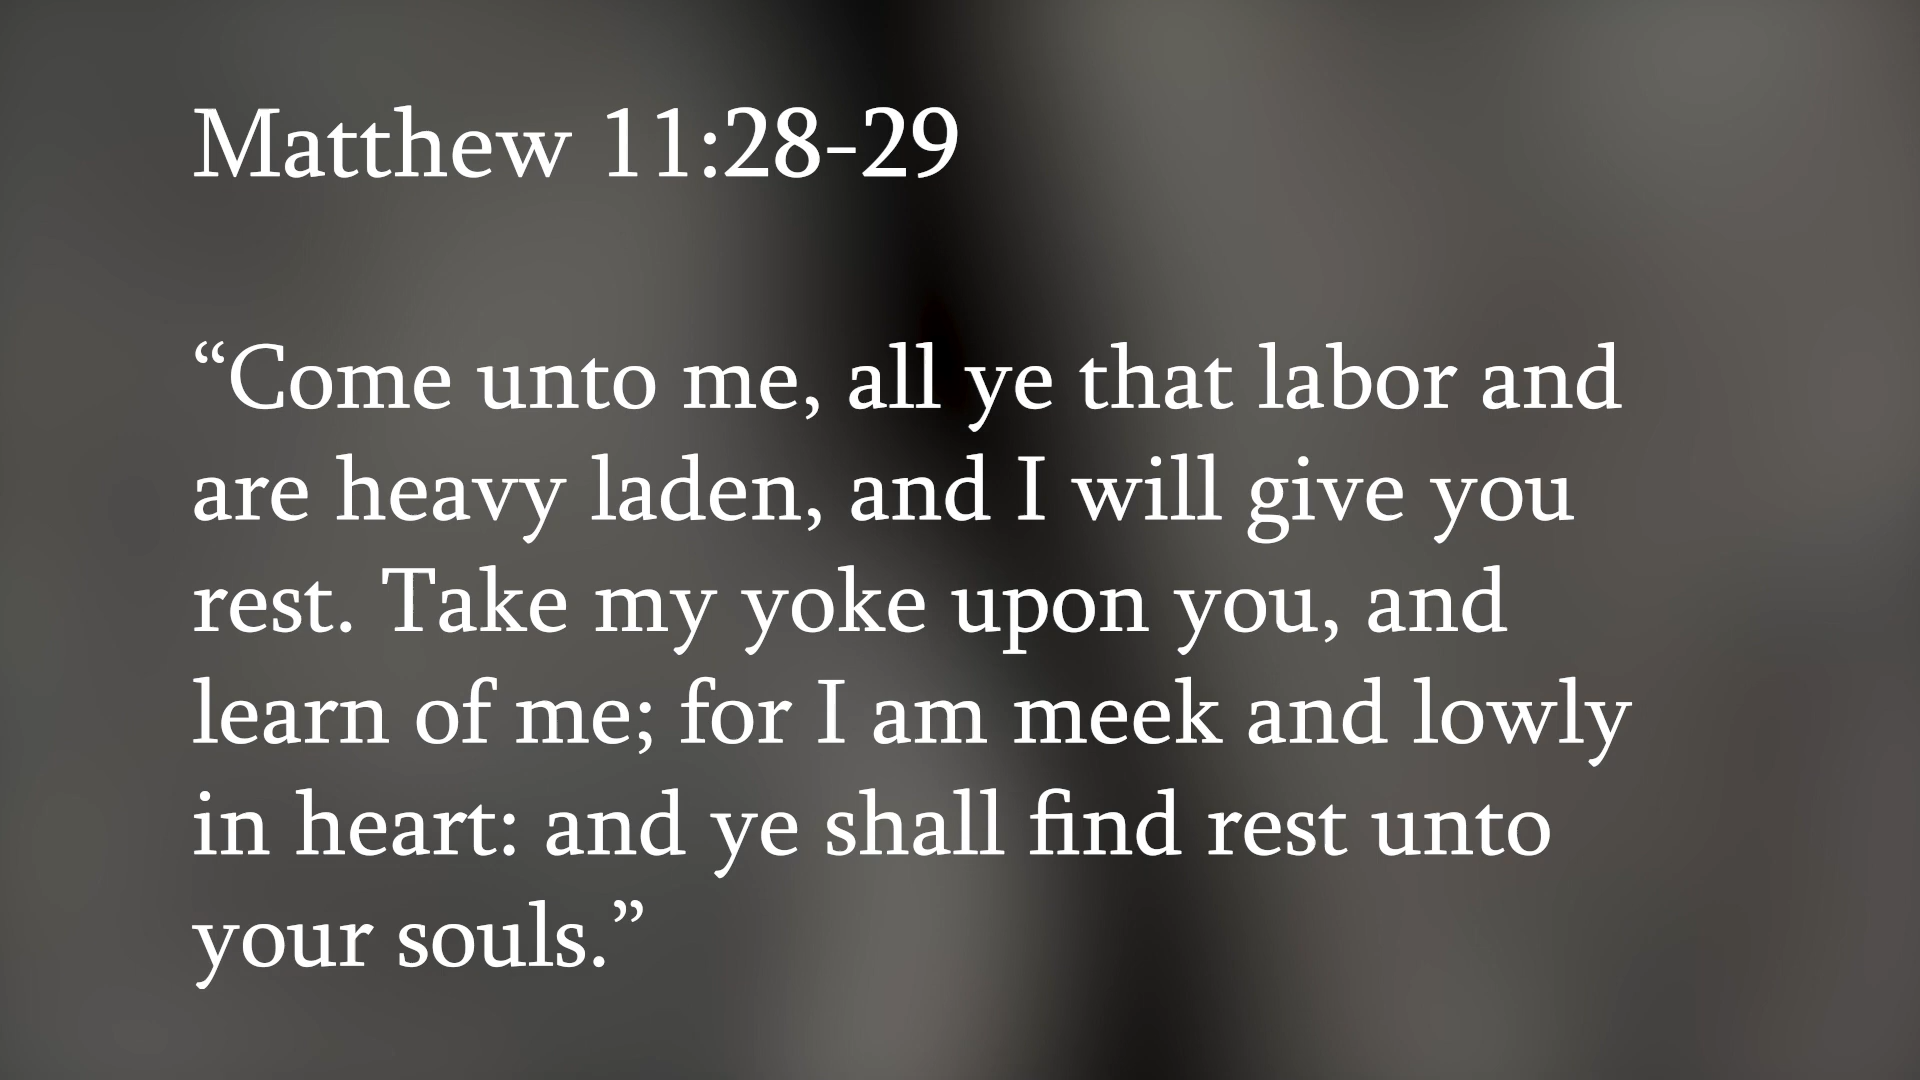 Matthew 11:28-29
“Come unto me, all ye that labor and
are heavy laden, and I will give you
rest. Take my yoke upon you, and
learn of me; for I am meek and lowly
in heart: and ye shall find rest unto
your souls.”